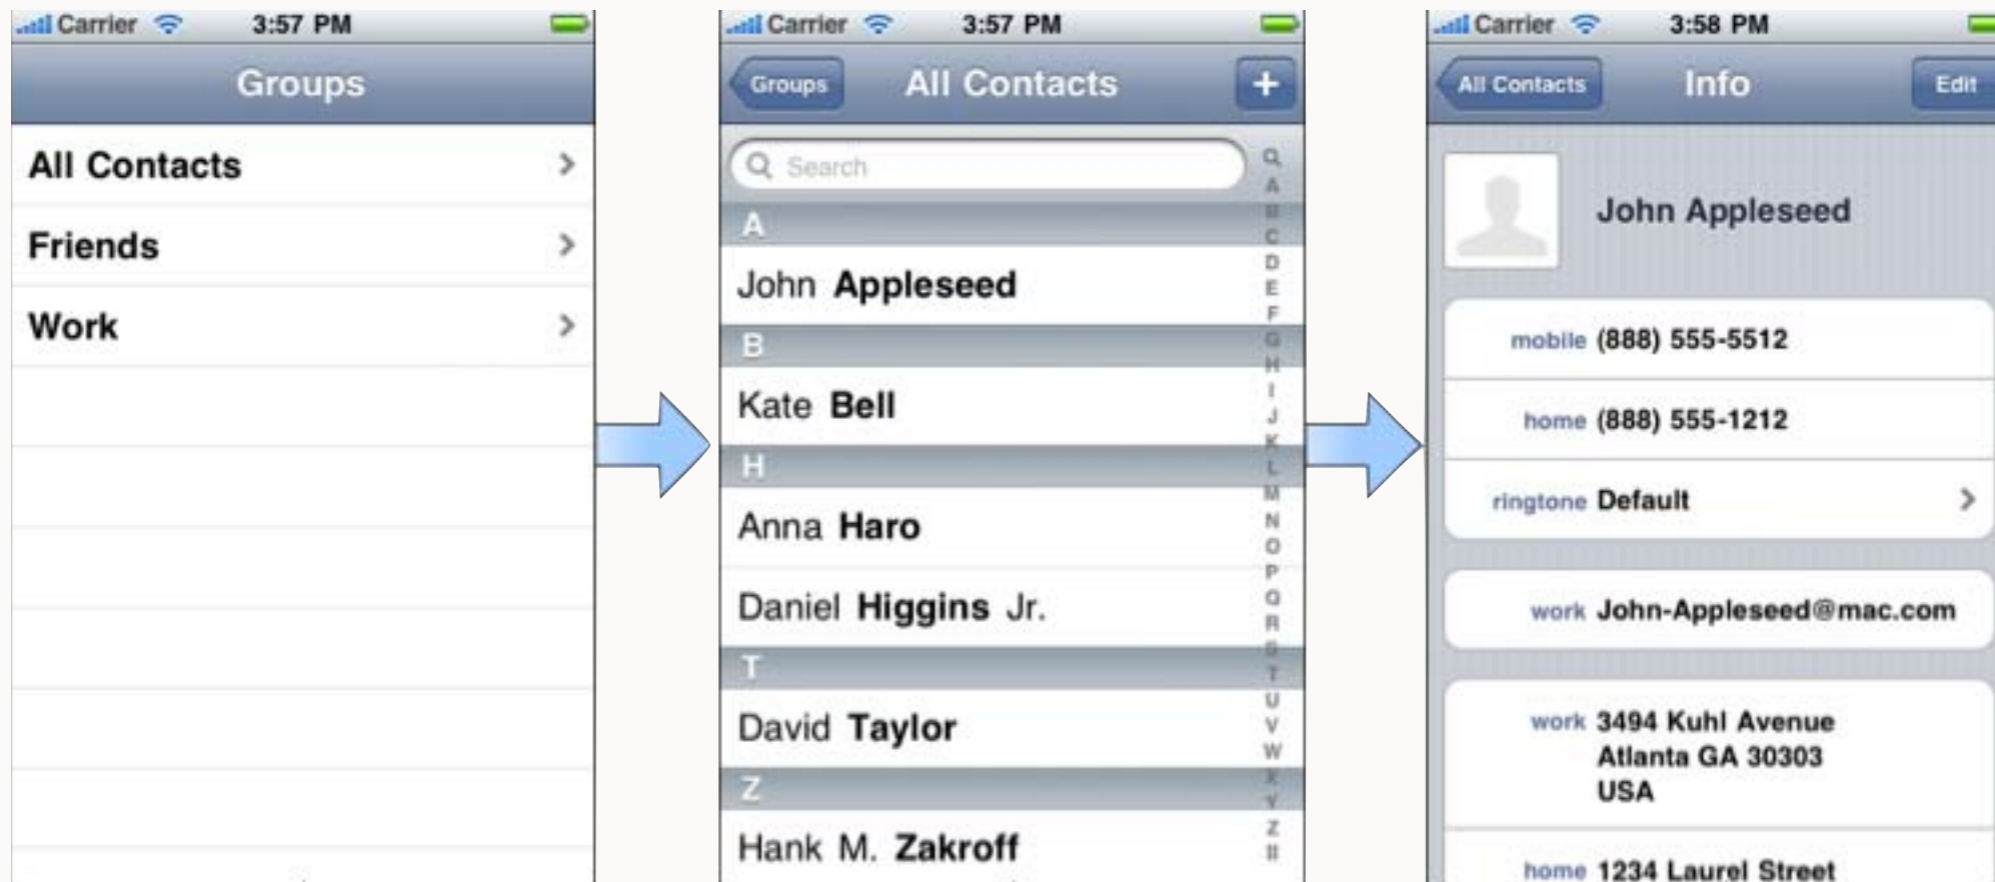 Carrier 3:57 PM
Groups
All Contacts
Friends
Work
Carrier 3:57 PM
Groups All Contacts +
Search
A
John Appleseed
B
Kate Bell
H
Anna Haro
Daniel Higgins Jr.
T
David Taylor
Z
Hank M. Zakroff
A
B
C
D
E
F
G
H
I
J
K
L
M
N
O
P
Q
R
S
T
U
V
W
X
Y
Z
#
Carrier 3:58 PM
All Contacts Info Edit
John Appleseed
mobile (888) 555-5512
home (888) 555-1212
ringtone Default
work John-Appleseed@mac.com
work 3494 Kuhl Avenue
Atlanta GA 30303
USA
home 1234 Laurel Street